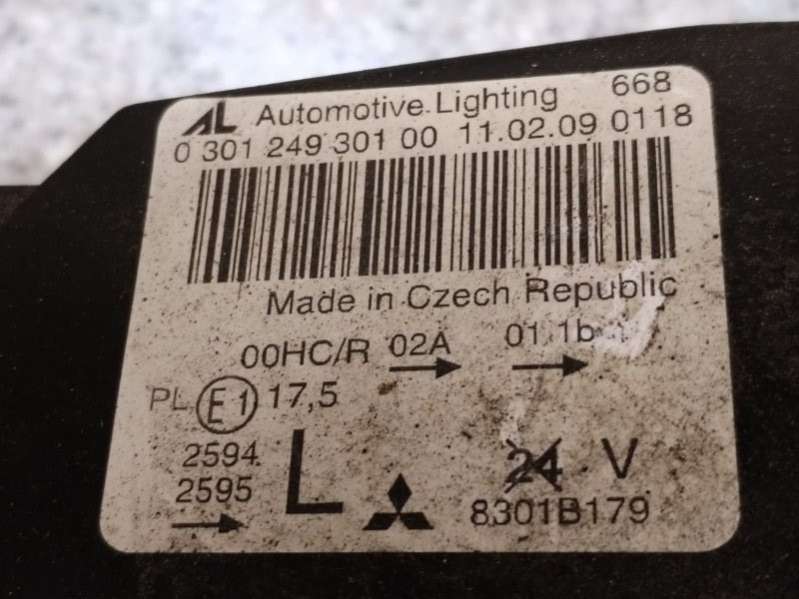 AL Automotive Lighting 668
0 301 249 301 00 11.02.09 0118
Made in Czech Republic
00HC/R 02A 01 1b
PL E1 17,5
2594
2595
L
24 V
8301B179